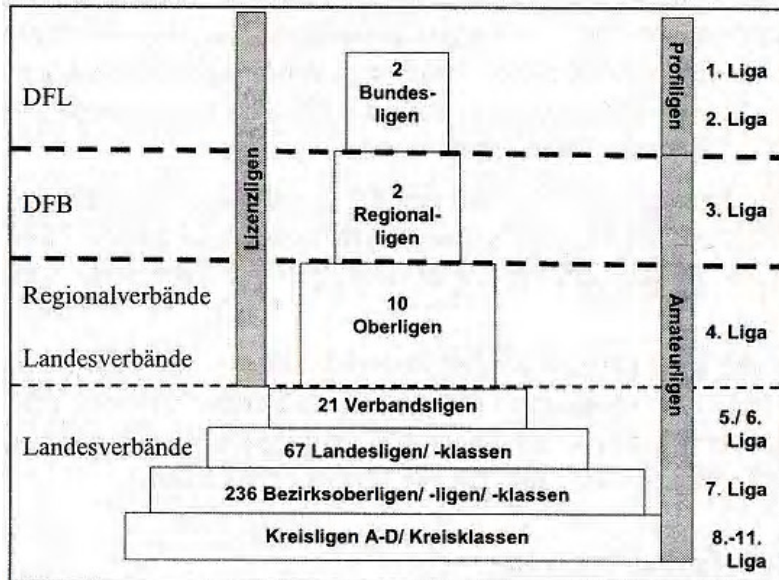 DFL
DFB
Regionalverbände
Landesverbände
Landesverbände
Lizenzligen
2
Bundes-
ligen
2
Regional-
ligen
10
Oberligen
21 Verbandsligen
67 Landesligen/ -klassen
236 Bezirksoberligen/ -ligen/ -klassen
Kreisligen A-D/ Kreisklassen
Profiligen
Amateurligen
1. Liga
2. Liga
3. Liga
4. Liga
5./ 6.
Liga
7. Liga
8.-11.
Liga